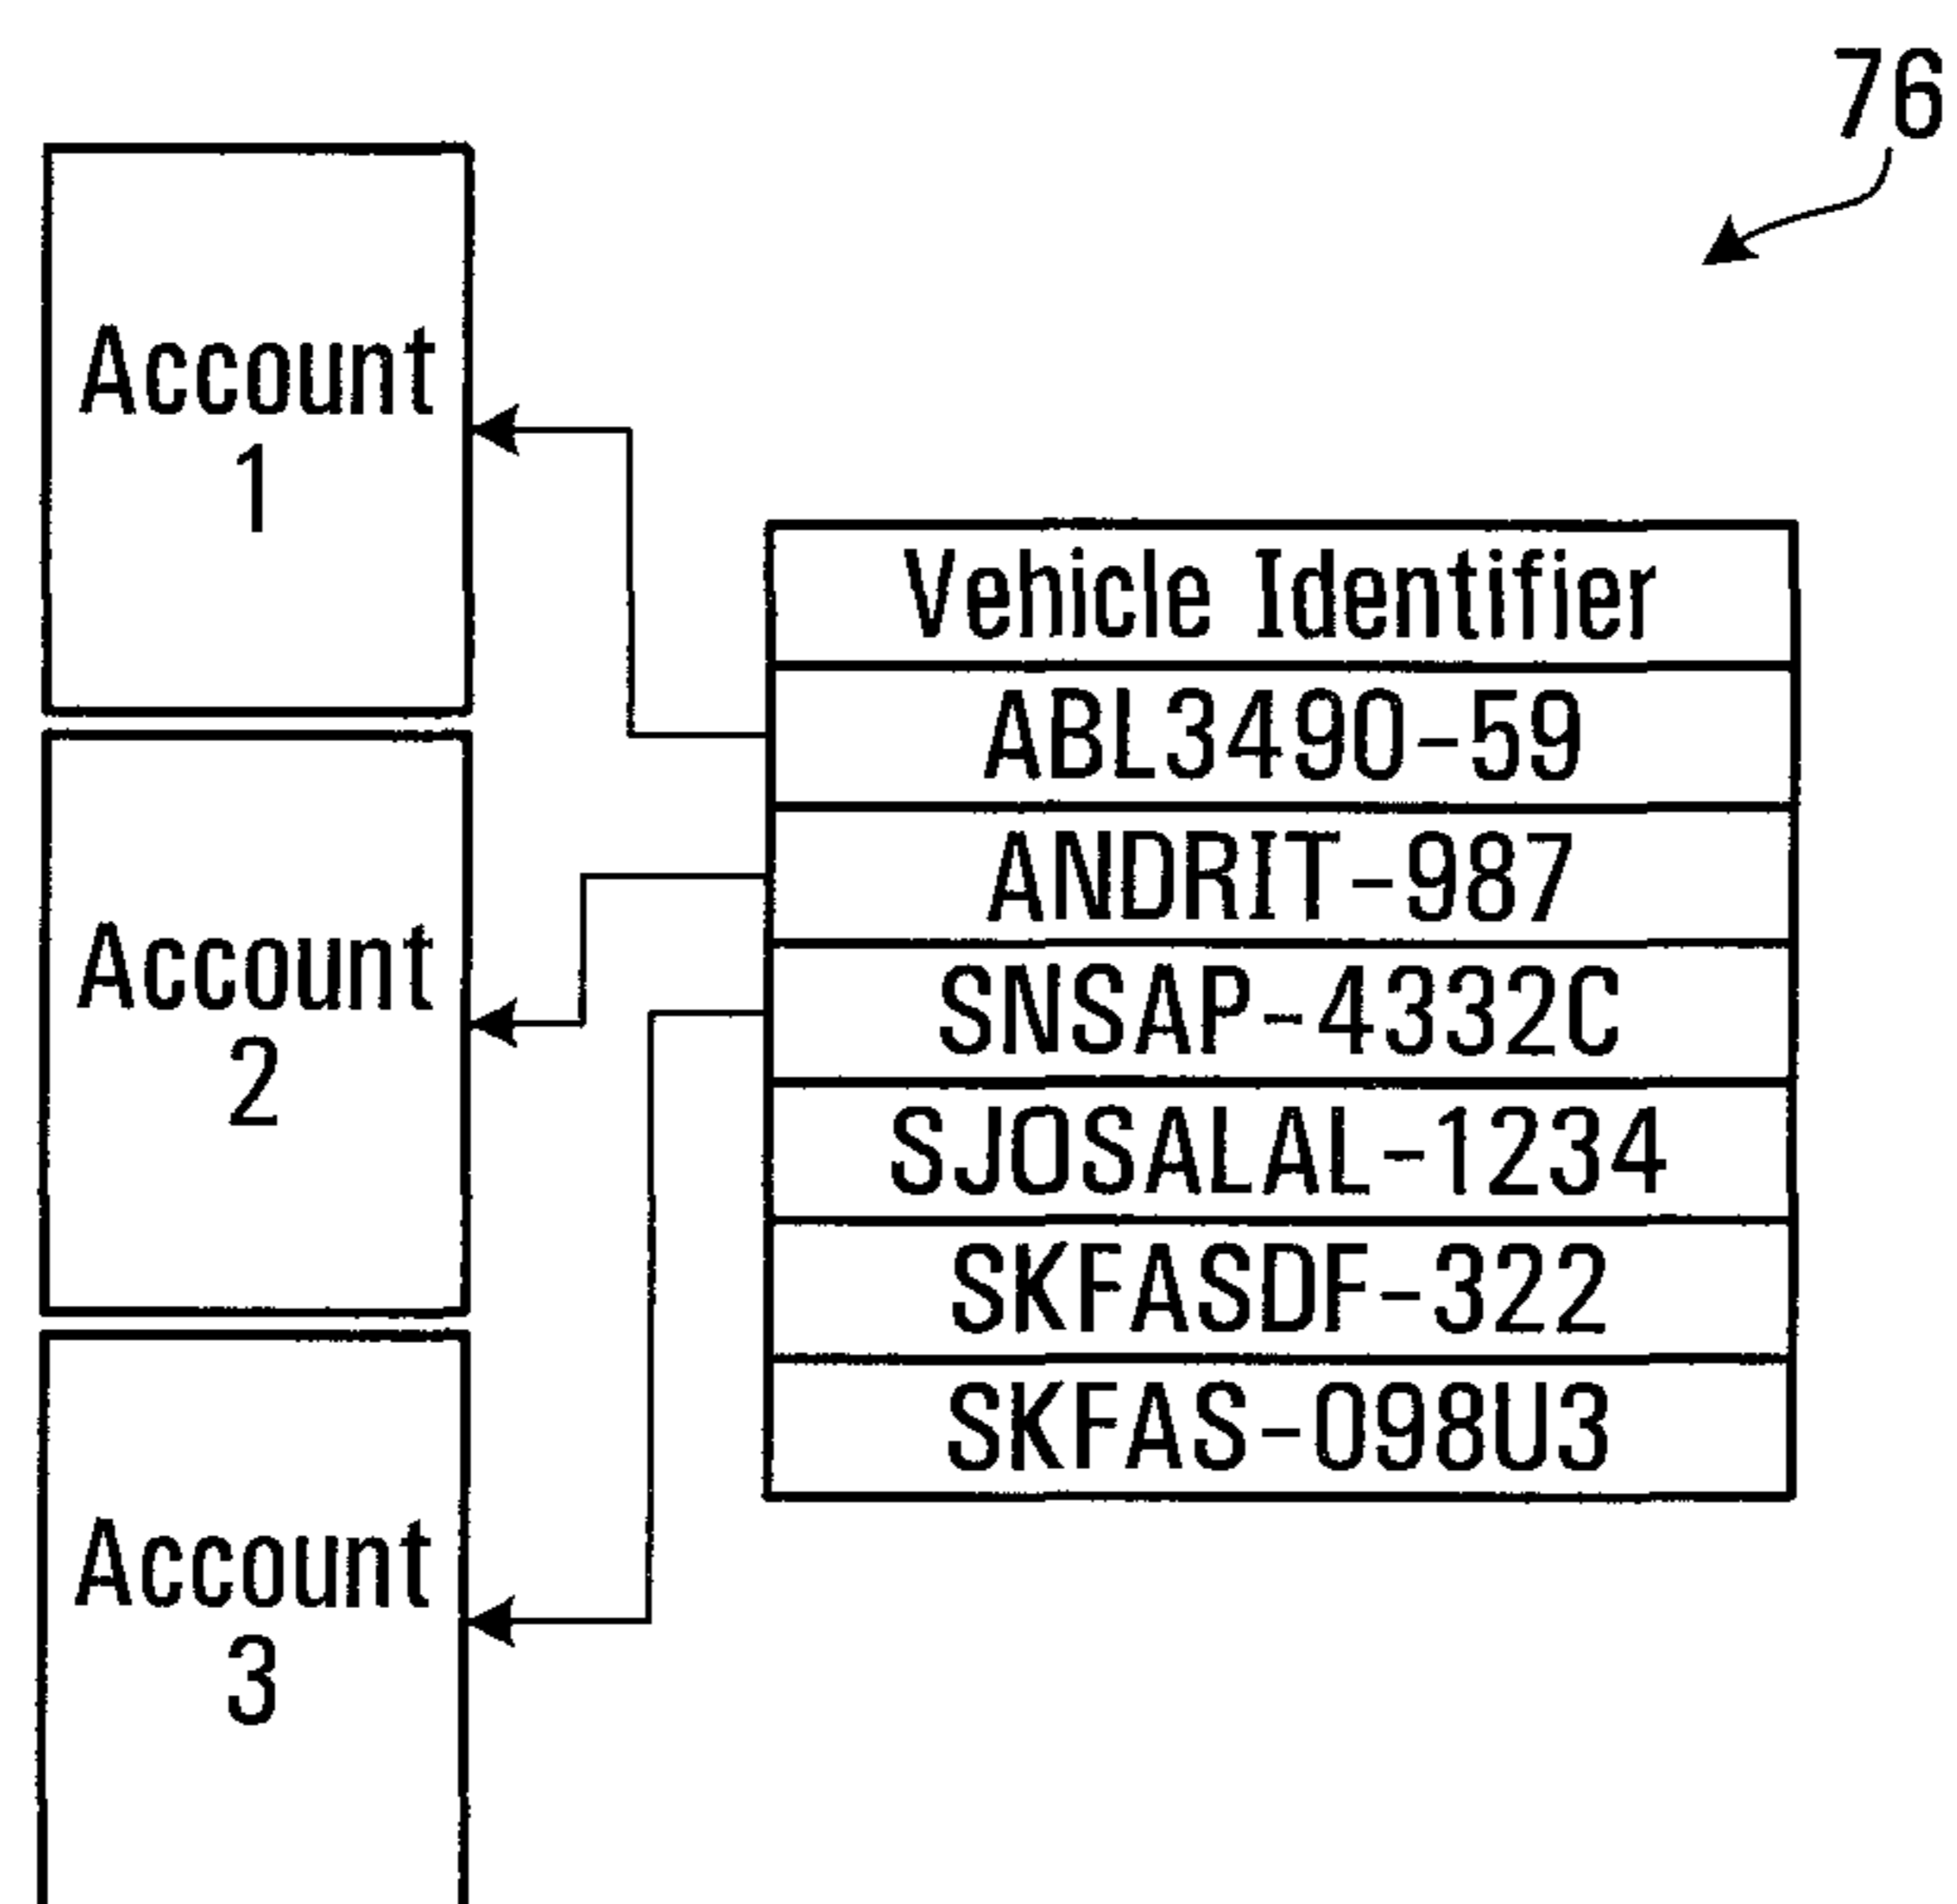 76
Account
1
Vehicle Identifier
ABL3490-59
ANDRIT-987
Account
2
SNSAP-4332C
SJOSALAL-1234
SKFASDF-322
SKFAS-098U3
Account
3